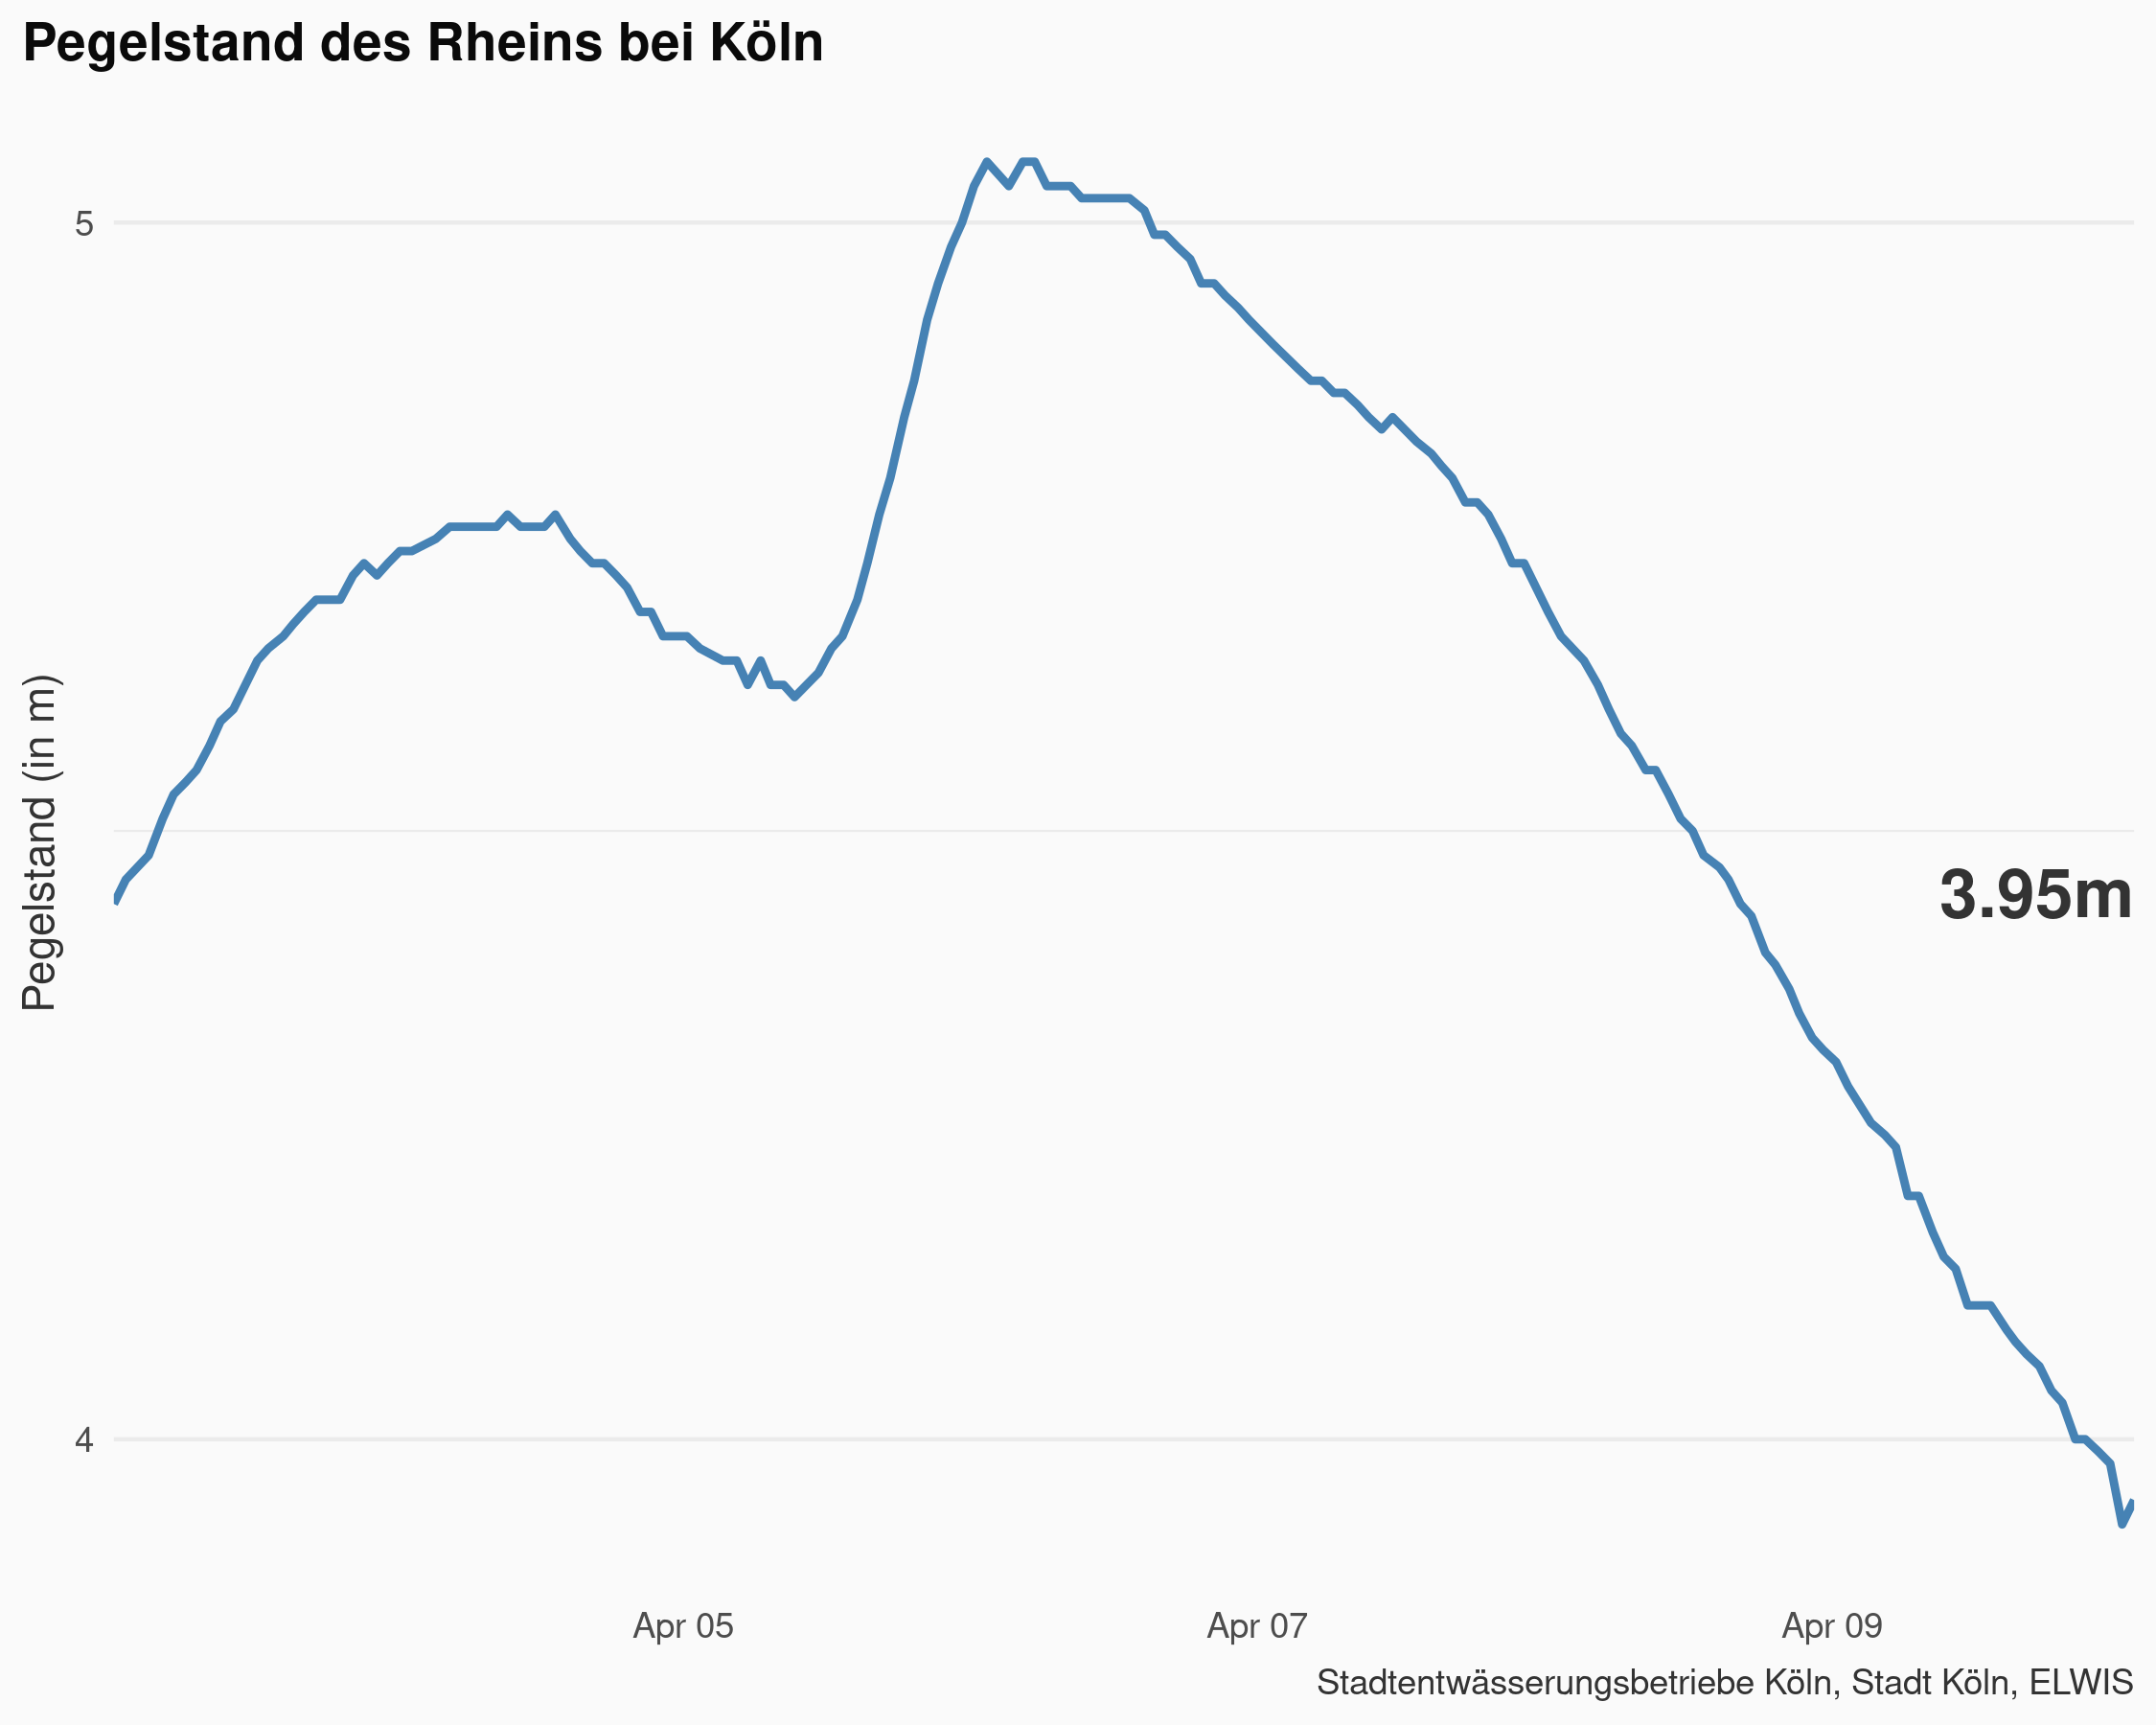 Pegelstand des Rheins bei Köln
Pegelstand (in m)
5
3.95m
4
Apr 05
Apr 07
Apr 09
Stadtentwässerungsbetriebe Köln, Stadt Köln, ELWIS